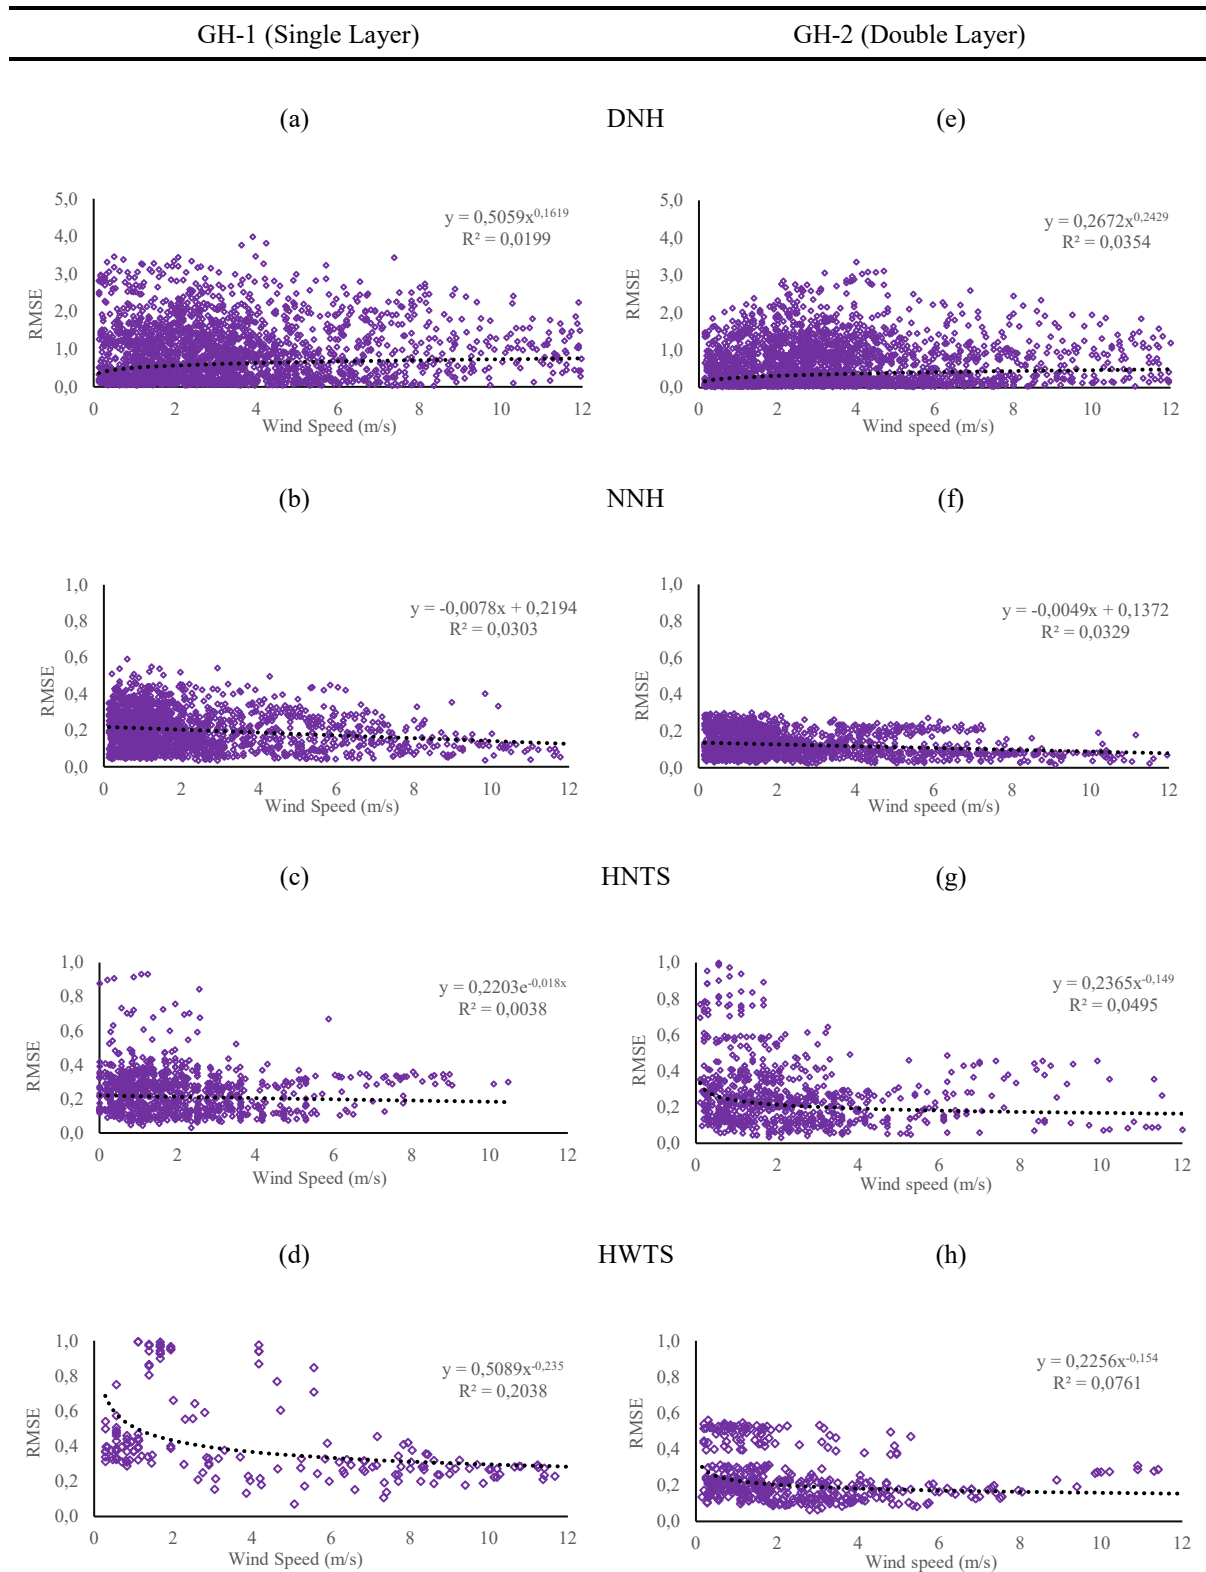 GH-1 (Single Layer) GH-2 (Double Layer)
(a) DNH (e)
5,0
4,0
3,0
2,0
1,0
0,0
RMSE
y = 0,5059x^0,1619
R² = 0,0199
0 2 4 6 8 10 12
Wind Speed (m/s)
5,0
4,0
3,0
2,0
1,0
0,0
RMSE
y = 0,2672x^0,2429
R² = 0,0354
0 2 4 6 8 10 12
Wind speed (m/s)
(b) NNH (f)
1,0
0,8
0,6
0,4
0,2
0,0
RMSE
y = -0,0078x + 0,2194
R² = 0,0303
0 2 4 6 8 10 12
Wind Speed (m/s)
1,0
0,8
0,6
0,4
0,2
0,0
RMSE
y = -0,0049x + 0,1372
R² = 0,0329
0 2 4 6 8 10 12
Wind speed (m/s)
(c) HNTS (g)
1,0
0,8
0,6
0,4
0,2
0,0
RMSE
y = 0,2203e^-0,018x
R² = 0,0038
0 2 4 6 8 10 12
Wind Speed (m/s)
1,0
0,8
0,6
0,4
0,2
0,0
RMSE
y = 0,2365x^-0,149
R² = 0,0495
0 2 4 6 8 10 12
Wind speed (m/s)
(d) HWTS (h)
1,0
0,8
0,6
0,4
0,2
0,0
RMSE
y = 0,5089x^-0,235
R² = 0,2038
0 2 4 6 8 10 12
Wind Speed (m/s)
1,0
0,8
0,6
0,4
0,2
0,0
RMSE
y = 0,2256x^-0,154
R² = 0,0761
0 2 4 6 8 10 12
Wind speed (m/s)